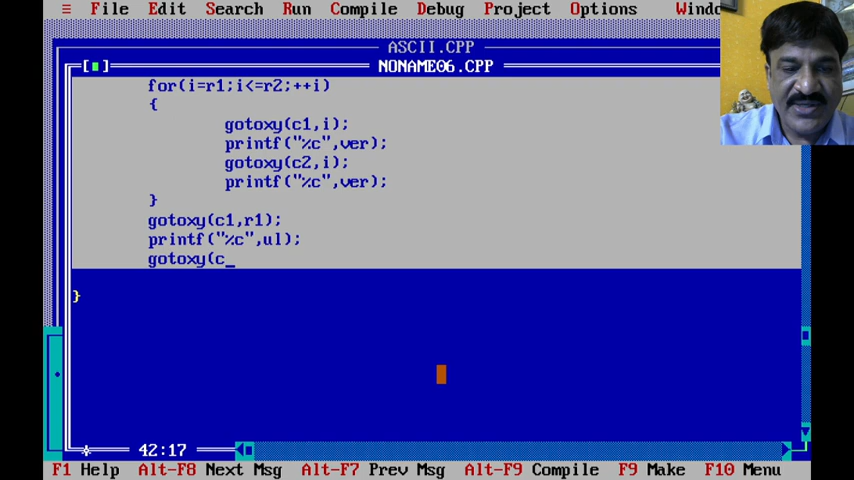 ≡ File Edit Search Run Compile Debug Project Options Windo
ASCII.CPP
[■] NONAME06.CPP
for(i=r1;i<=r2;++i)
{
gotoxy(c1,i);
printf("%c",ver);
gotoxy(c2,i);
printf("%c",ver);
}
gotoxy(c1,r1);
printf("%c",ul);
gotoxy(c_
}
42:17
F1 Help Alt-F8 Next Msg Alt-F7 Prev Msg Alt-F9 Compile F9 Make F10 Menu